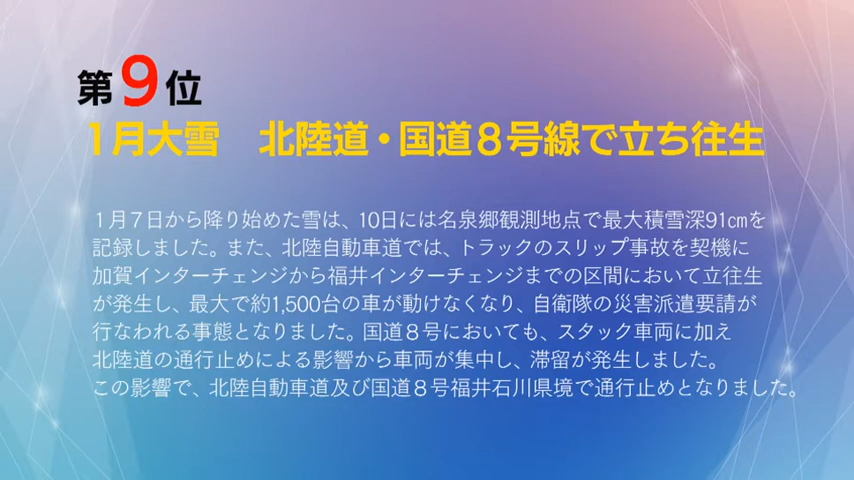 第9位
1月大雪　北陸道・国道8号線で立ち往生
1月7日から降り始めた雪は、10日には名泉郷観測地点で最大積雪深91㎝を
記録しました。また、北陸自動車道では、トラックのスリップ事故を契機に
加賀インターチェンジから福井インターチェンジまでの区間において立往生
が発生し、最大で約1,500台の車が動けなくなり、自衛隊の災害派遣要請が
行なわれる事態となりました。国道8号においても、スタック車両に加え
北陸道の通行止めによる影響から車両が集中し、滞留が発生しました。
この影響で、北陸自動車道及び国道8号福井石川県境で通行止めとなりました。